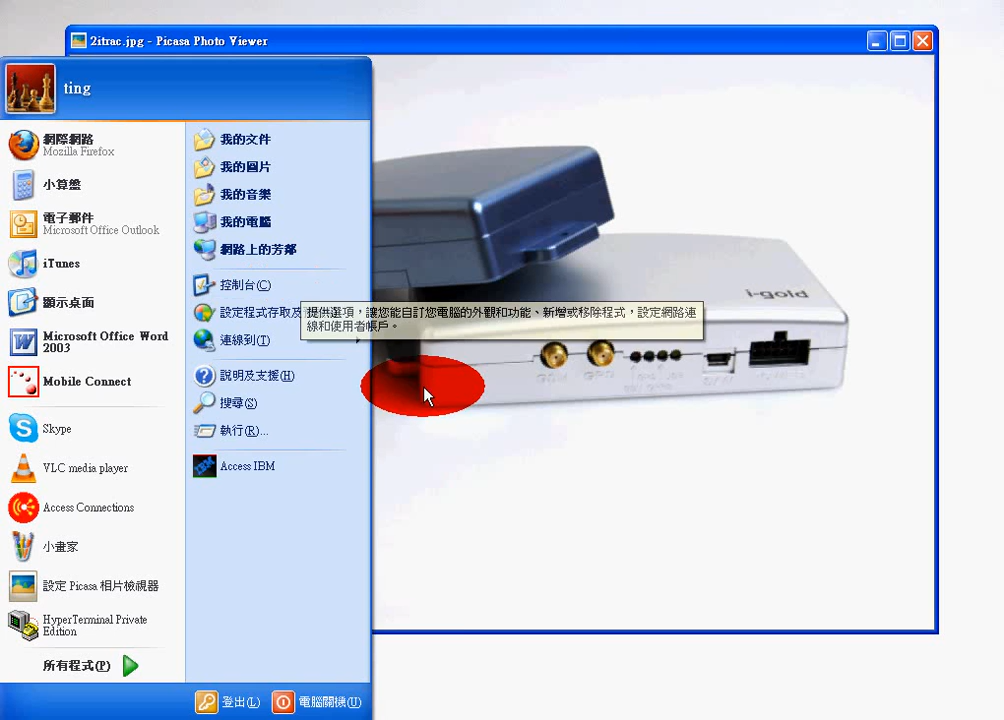 2itrac.jpg - Picasa Photo Viewer
ting
網際網路
Mozilla Firefox
小算盤
電子郵件
Microsoft Office Outlook
iTunes
顯示桌面
Microsoft Office Word
2003
Mobile Connect
Skype
VLC media player
Access Connections
小畫家
設定 Picasa 相片檢視器
HyperTerminal Private
Edition
所有程式(P)
我的文件
我的圖片
我的音樂
我的電腦
網路上的芳鄰
控制台(C)
設定程式存取及
連線到(T)
說明及支援(H)
搜尋(S)
執行(R)...
Access IBM
提供選項，讓您能自訂您電腦的外觀和功能、新增或移除程式，設定網路連
線和使用者帳戶。
i-gold
登出(L)
電腦關機(U)